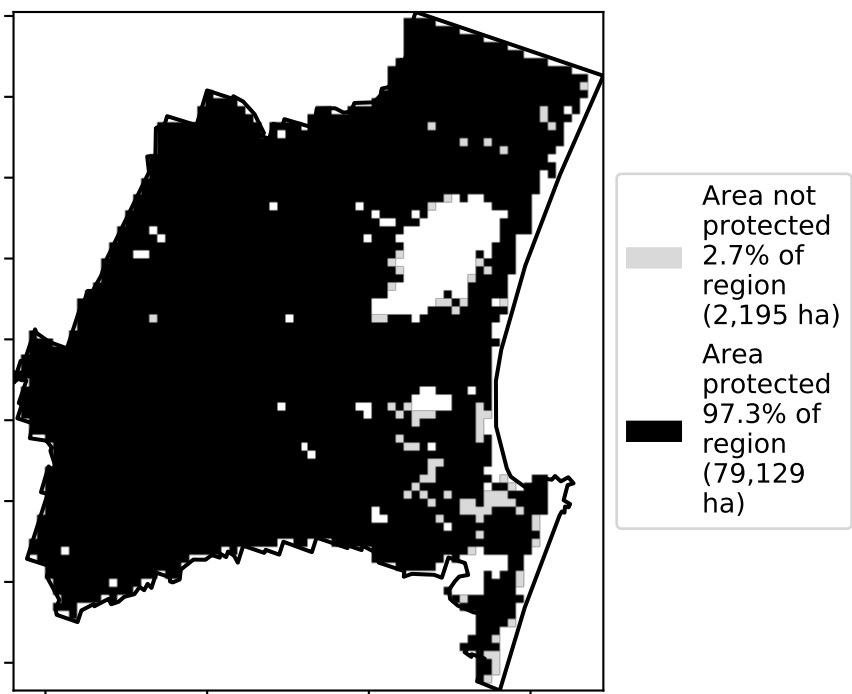 Area not
protected
2.7% of
region
(2,195 ha)
Area
protected
97.3% of
region
(79,129
ha)